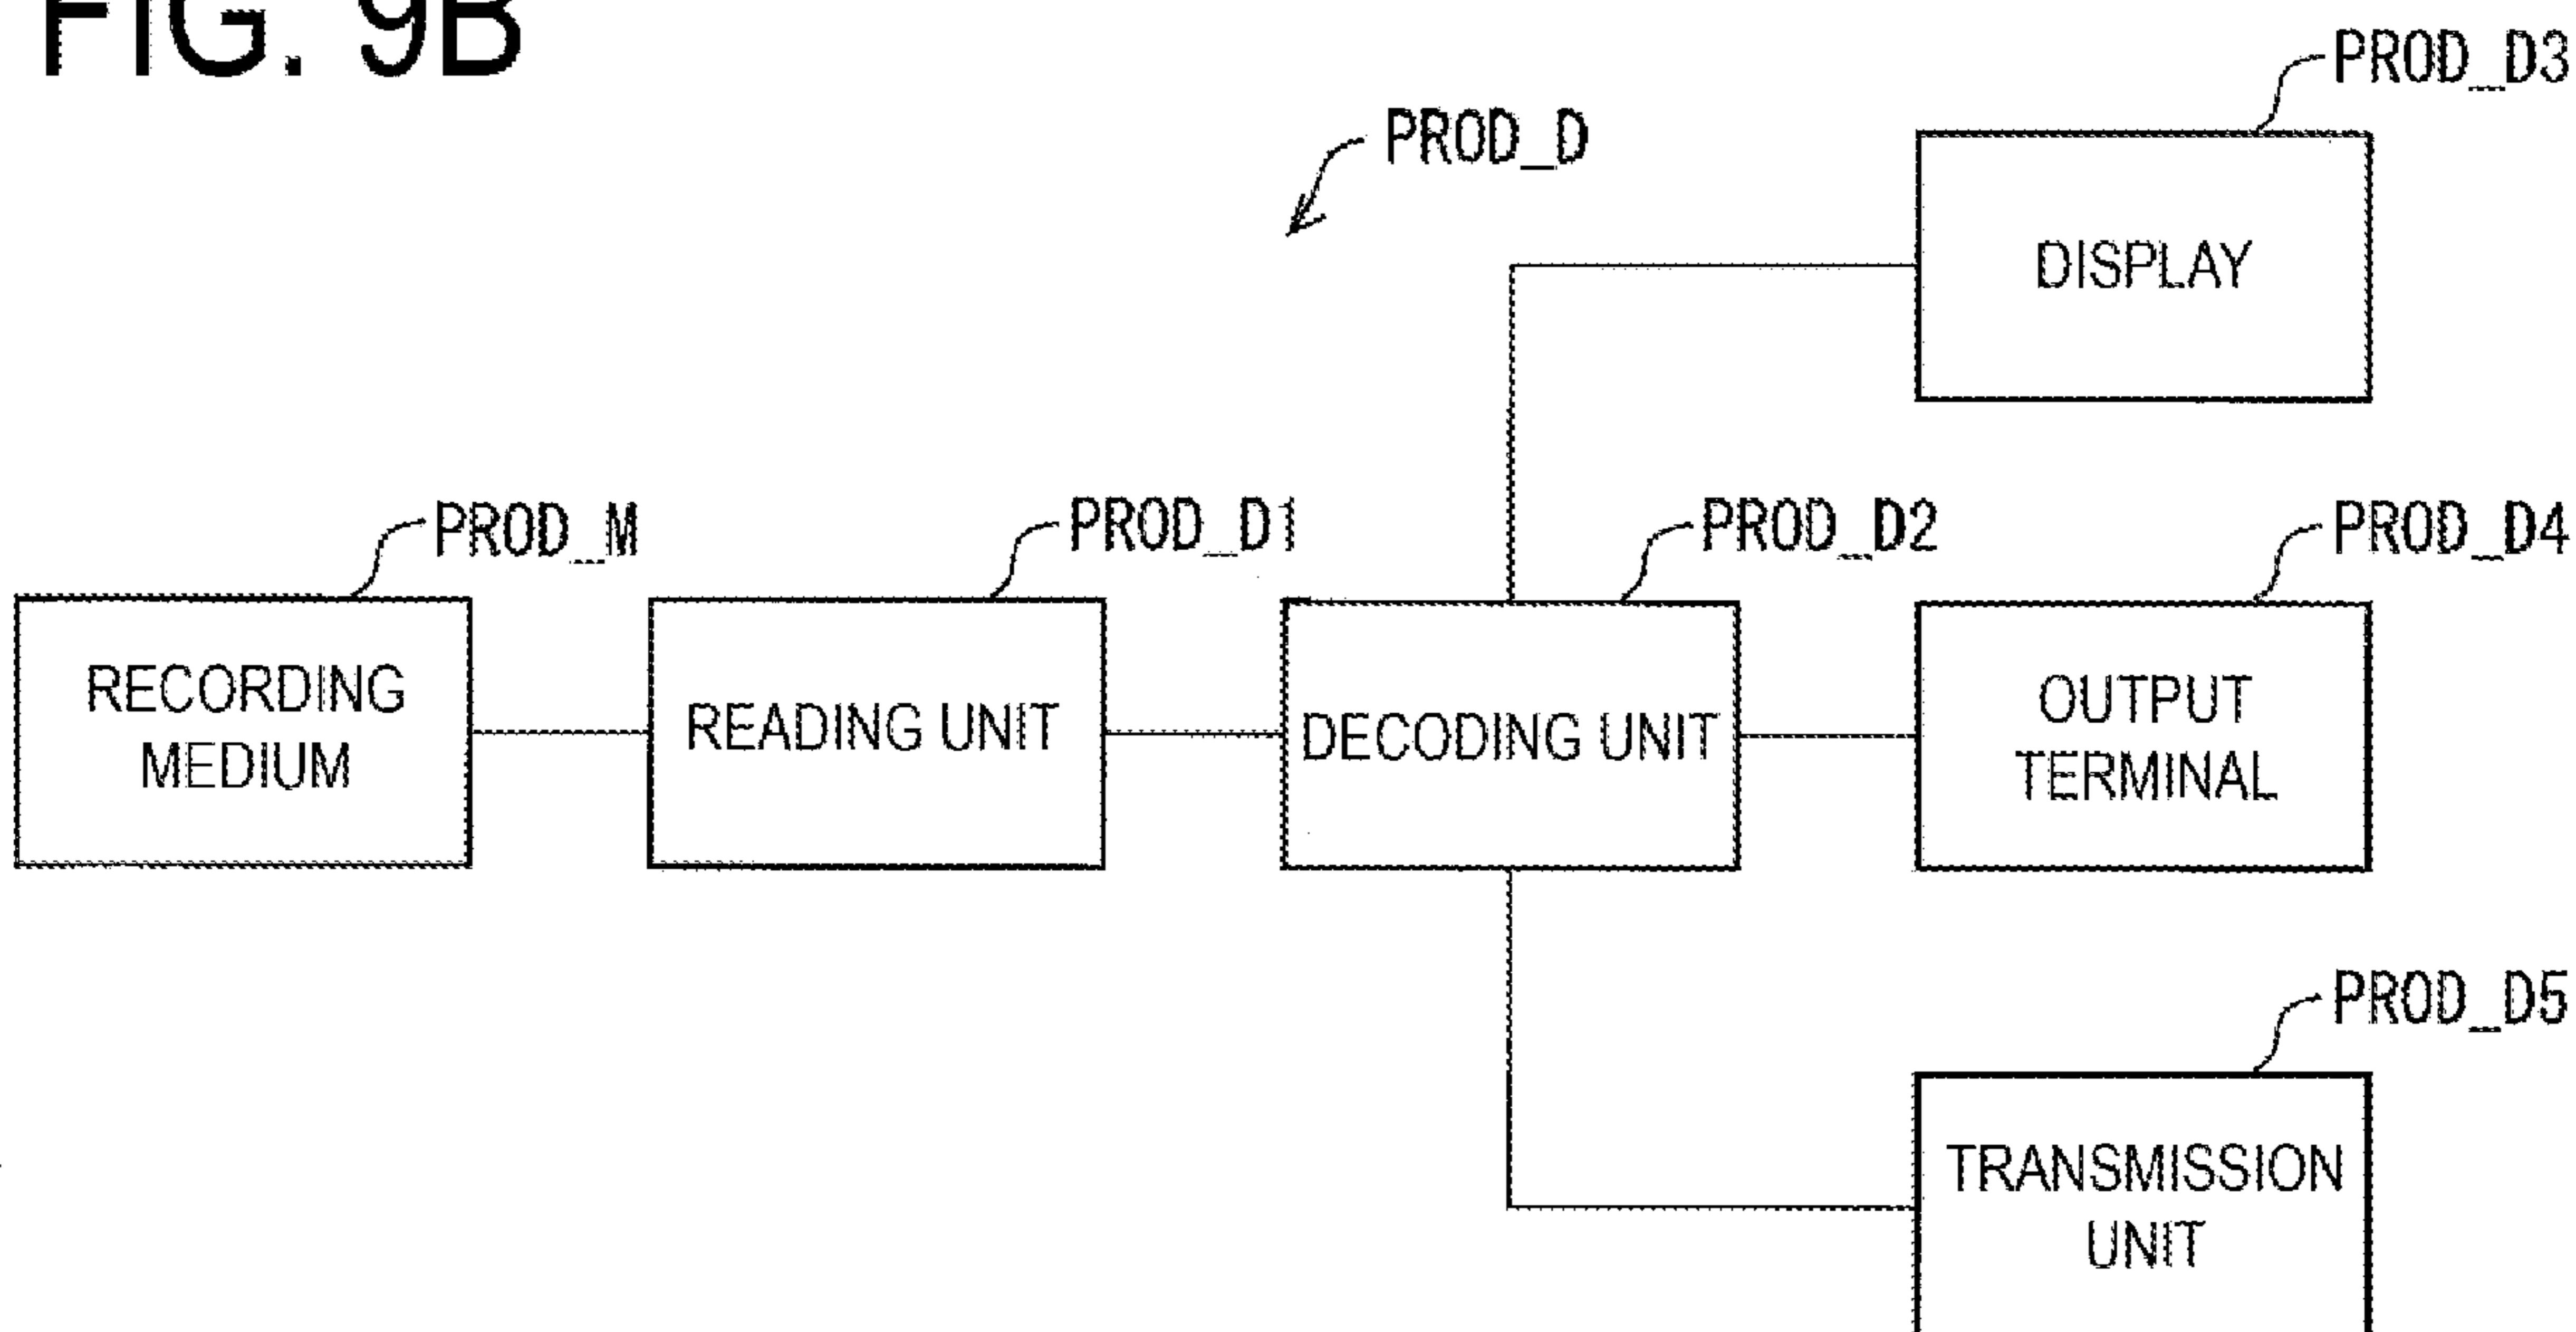 FIG. 9B
PROD_D3
PROD_D
DISPLAY
PROD_M
PROD_D1
PROD_D2
PROD_D4
RECORDING
MEDIUM
READING UNIT
DECODING UNIT
OUTPUT
TERMINAL
PROD_D5
TRANSMISSION
UNIT